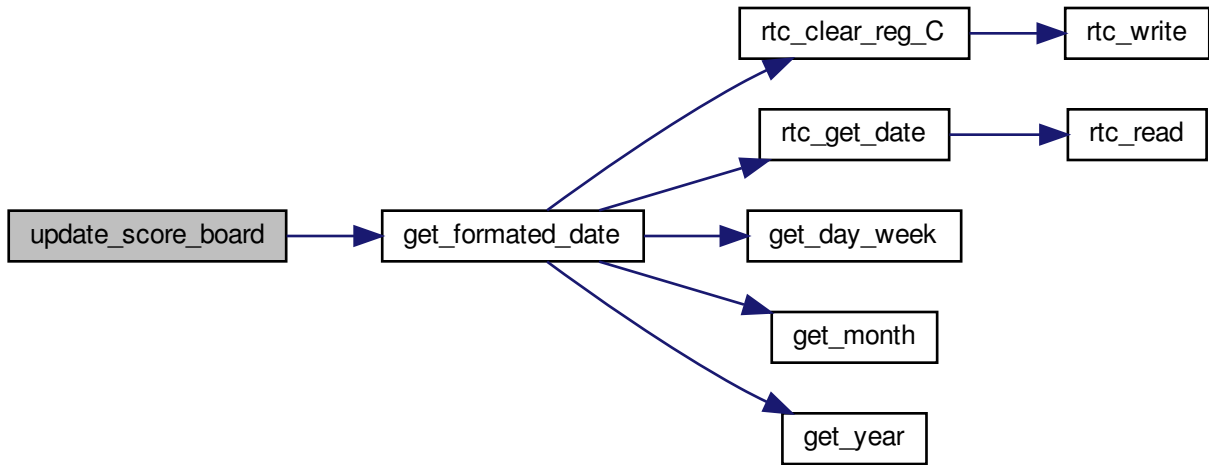 rtc_clear_reg_C
rtc_write
rtc_get_date
rtc_read
update_score_board
get_formated_date
get_day_week
get_month
get_year